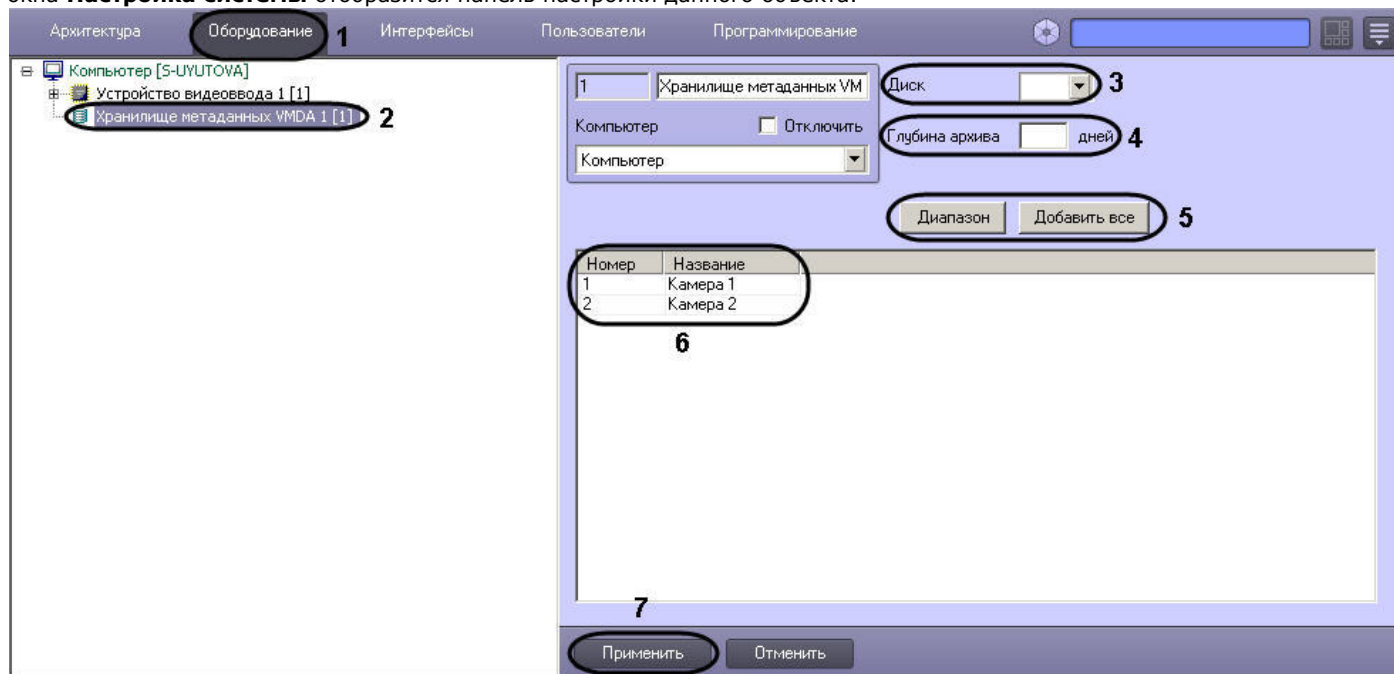 окна Настройка системы отобразится панель настройки данного объекта.
Архитектура Оборудование 1 Интерфейсы Пользователи Программирование
Компьютер [S-UYUTOVA]
Устройство видеоввода 1 [1]
Хранилище метаданных VMDA 1 [1] 2
1 Хранилище метаданных VM
Компьютер Отключить
Компьютер
Диск 3
Глубина архива дней 4
Диапазон Добавить все 5
Номер Название
1 Камера 1
2 Камера 2
6
7
Применить Отменить